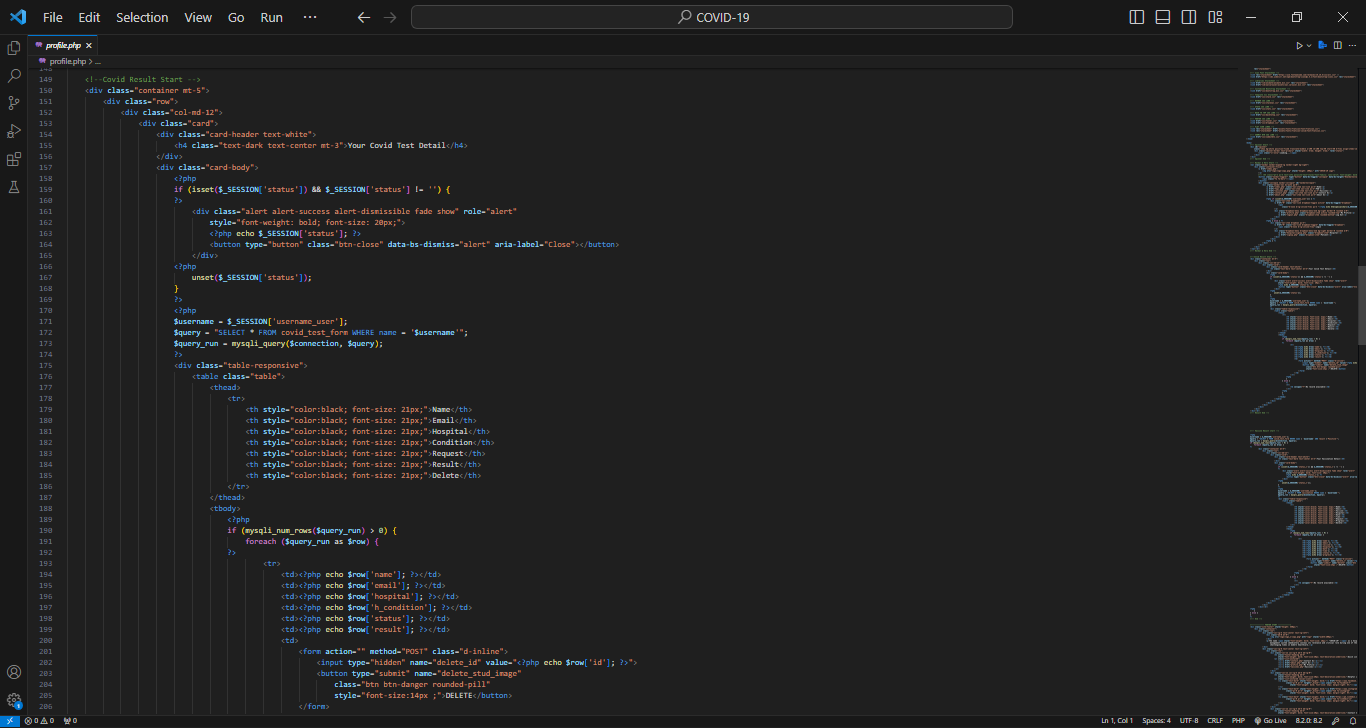 File Edit Selection View Go Run ··· COVID-19
profile.php
profile.php > ...
148
149 <!--Covid Result Start -->
150 <div class="container mt-5">
151 <div class="row">
152 <div class="col-md-12">
153 <div class="card">
154 <div class="card-header text-white">
155 <h4 class="text-dark text-center mt-3">Your Covid Test Detail</h4>
156 </div>
157 <div class="card-body">
158 <?php
159 if (isset($_SESSION['status']) && $_SESSION['status'] != '') {
160 ?>
161 <div class="alert alert-success alert-dismissible fade show" role="alert"
162 style="font-weight: bold; font-size: 20px;">
163 <?php echo $_SESSION['status']; ?>
164 <button type="button" class="btn-close" data-bs-dismiss="alert" aria-label="Close"></button>
165 </div>
166 <?php
167 unset($_SESSION['status']);
168 }
169 ?>
170 <?php
171 $username = $_SESSION['username_user'];
172 $query = "SELECT * FROM covid_test_form WHERE name = '$username'";
173 $query_run = mysqli_query($connection, $query);
174 ?>
175 <div class="table-responsive">
176 <table class="table">
177 <thead>
178 <tr>
179 <th style="color:black; font-size: 21px;">Name</th>
180 <th style="color:black; font-size: 21px;">Email</th>
181 <th style="color:black; font-size: 21px;">Hospital</th>
182 <th style="color:black; font-size: 21px;">Condition</th>
183 <th style="color:black; font-size: 21px;">Request</th>
184 <th style="color:black; font-size: 21px;">Result</th>
185 <th style="color:black; font-size: 21px;">Delete</th>
186 </tr>
187 </thead>
188 <tbody>
189 <?php
190 if (mysqli_num_rows($query_run) > 0) {
191 foreach ($query_run as $row) {
192 ?>
193 <tr>
194 <td><?php echo $row['name']; ?></td>
195 <td><?php echo $row['email']; ?></td>
196 <td><?php echo $row['hospital']; ?></td>
197 <td><?php echo $row['h_condition']; ?></td>
198 <td><?php echo $row['status']; ?></td>
199 <td><?php echo $row['result']; ?></td>
200 <td>
201 <form action="" method="POST" class="d-inline">
202 <input type="hidden" name="delete_id" value="<?php echo $row['id']; ?>">
203 <button type="submit" name="delete_stud_image"
204 class="btn btn-danger rounded-pill"
205 style="font-size:14px ;">DELETE</button>
206 </form>
0 0 0 Ln 1, Col 1 Spaces: 4 UTF-8 CRLF PHP Go Live 8.2.0: 8.2